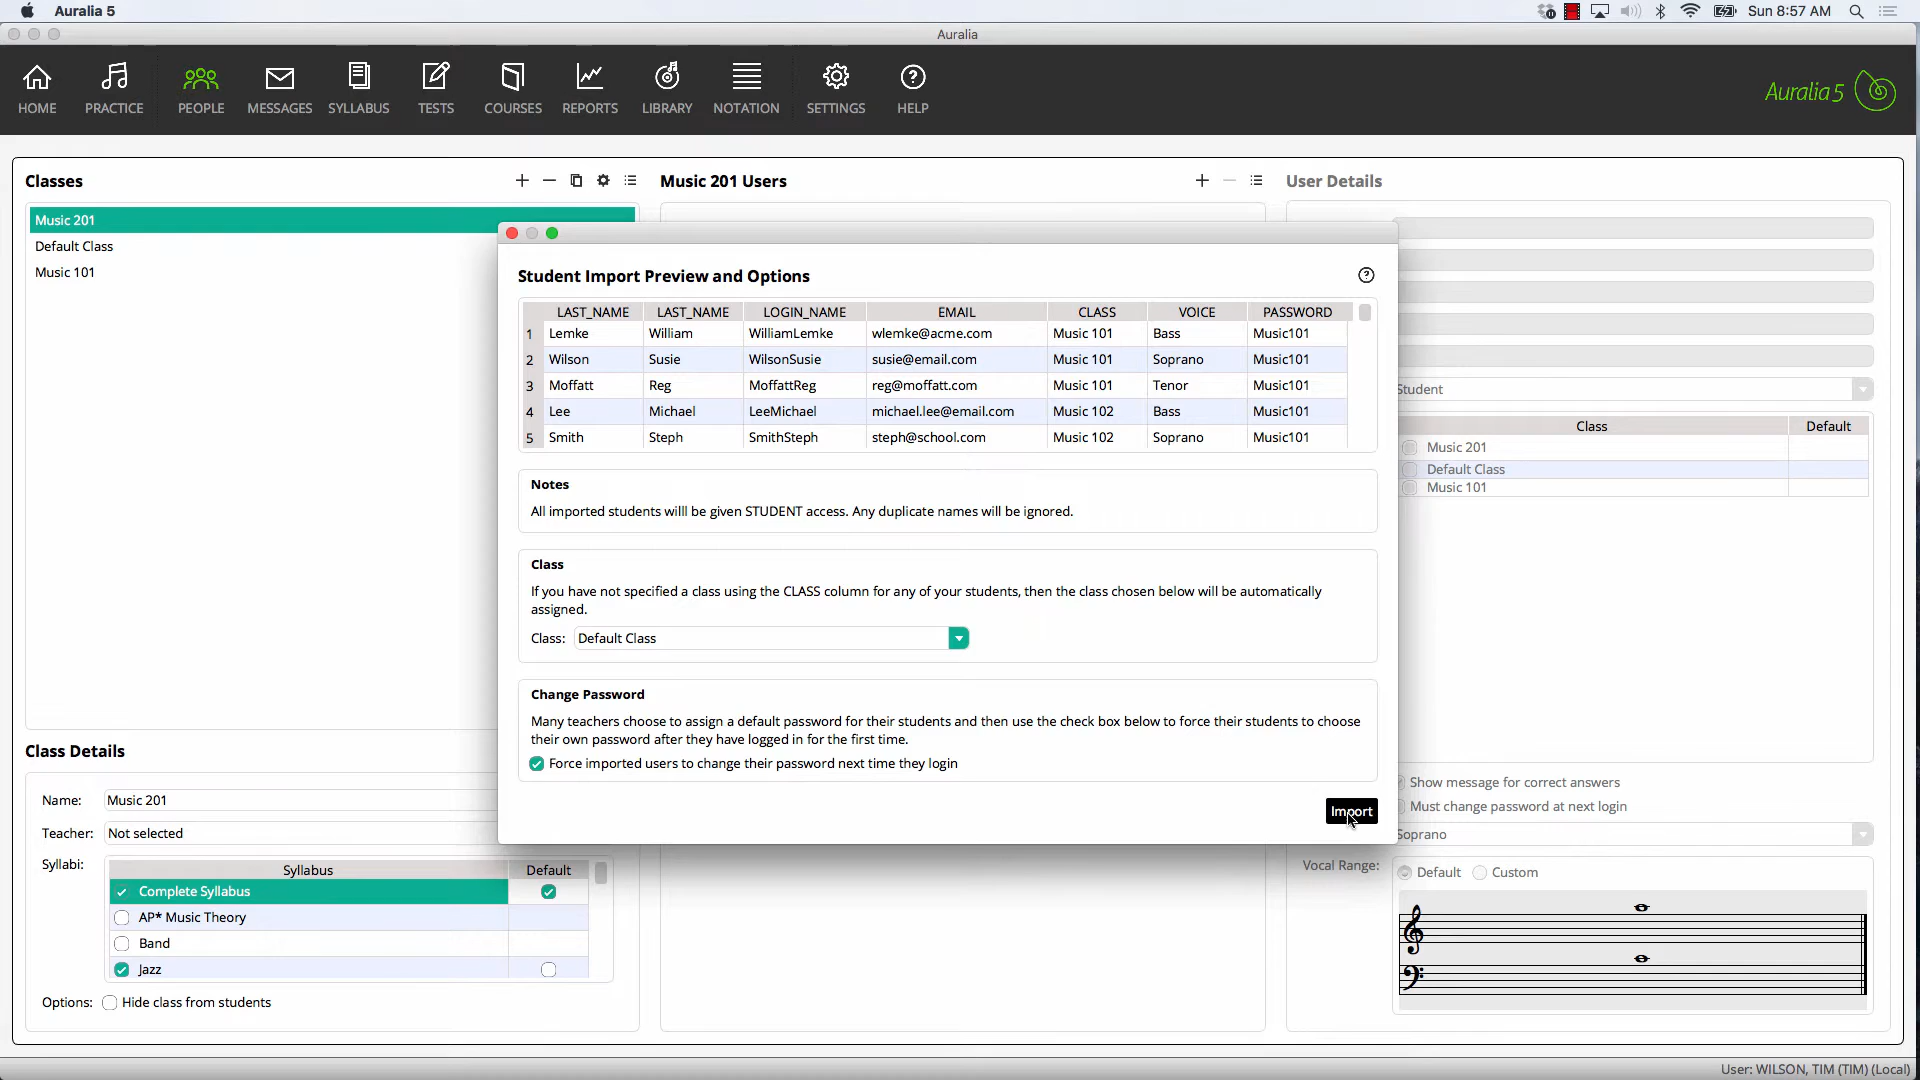 Auralia 5
Sun 8:57 AM
Auralia
HOME
PRACTICE
PEOPLE
MESSAGES
SYLLABUS
TESTS
COURSES
REPORTS
LIBRARY
NOTATION
SETTINGS
HELP
Auralia 5
Classes
Music 201
Default Class
Music 101
Music 201 Users
User Details
Student Import Preview and Options
LAST_NAME LAST_NAME LOGIN_NAME EMAIL CLASS VOICE PASSWORD
1 Lemke William WilliamLemke wlemke@acme.com Music 101 Bass Music101
2 Wilson Susie WilsonSusie susie@email.com Music 101 Soprano Music101
3 Moffatt Reg MoffattReg reg@moffatt.com Music 101 Tenor Music101
4 Lee Michael LeeMichael michael.lee@email.com Music 102 Bass Music101
5 Smith Steph SmithSteph steph@school.com Music 102 Soprano Music101
Notes
All imported students willl be given STUDENT access. Any duplicate names will be ignored.
Class
If you have not specified a class using the CLASS column for any of your students, then the class chosen below will be automatically
assigned.
Class: Default Class
Change Password
Many teachers choose to assign a default password for their students and then use the check box below to force their students to choose
their own password after they have logged in for the first time.
Force imported users to change their password next time they login
Import
Student
Class Default
Music 201
Default Class
Music 101
Show message for correct answers
Must change password at next login
Soprano
Vocal Range: Default Custom
Class Details
Name: Music 201
Teacher: Not selected
Syllabi: Syllabus Default
Complete Syllabus
AP* Music Theory
Band
Jazz
Options: Hide class from students
User: WILSON, TIM (TIM) (Local)